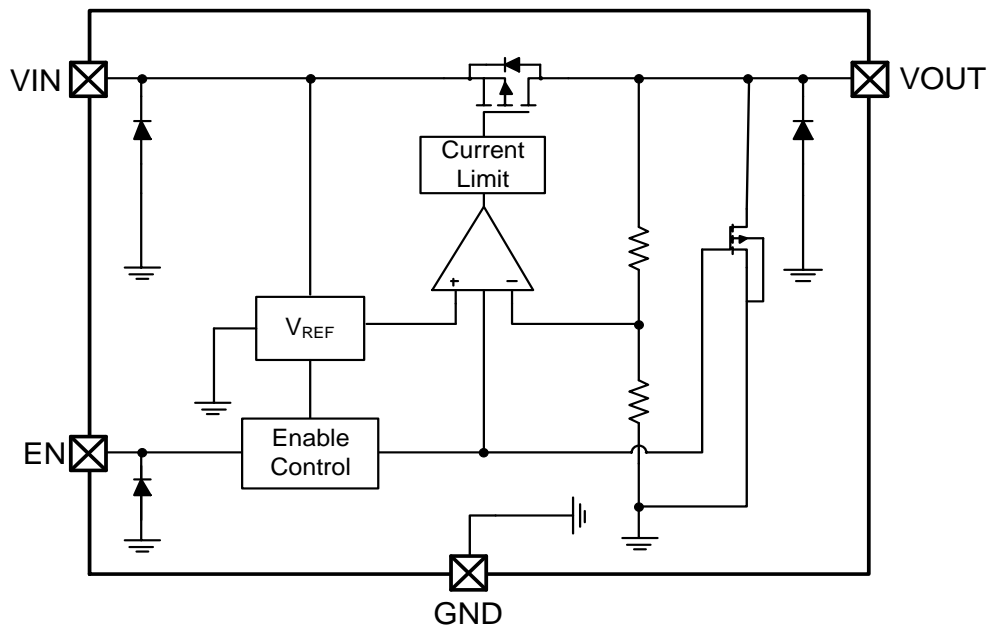 VIN
VOUT
Current
Limit
+ −
VREF
EN
Enable
Control
GND